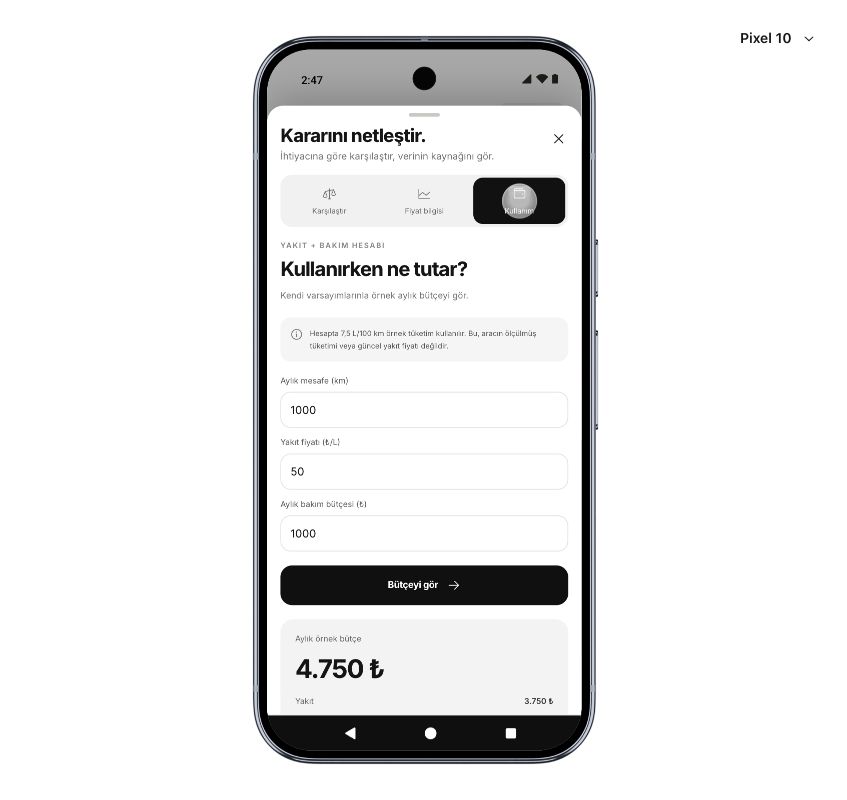 Pixel 10
2:47
Kararını netleştir.
İhtiyacına göre karşılaştır, verinin kaynağını gör.
Karşılaştır
Fiyat bilgisi
Kullanım
YAKIT + BAKIM HESABI
Kullanırken ne tutar?
Kendi varsayımlarınla örnek aylık bütçeyi gör.
Hesapta 7,5 L/100 km örnek tüketim kullanılır. Bu, aracın ölçülmüş
tüketimi veya güncel yakıt fiyatı değildir.
Aylık mesafe (km)
1000
Yakıt fiyatı (₺/L)
50
Aylık bakım bütçesi (₺)
1000
Bütçeyi gör
Aylık örnek bütçe
4.750 ₺
Yakıt 3.750 ₺